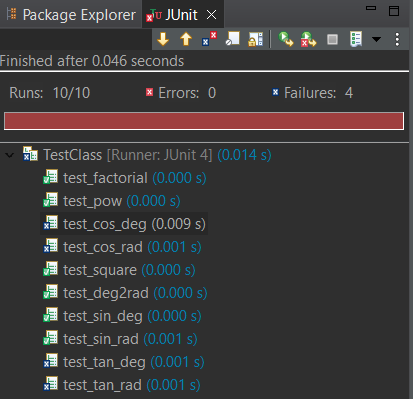 Package Explorer JUnit
Finished after 0.046 seconds
Runs: 10/10 Errors: 0 Failures: 4
TestClass [Runner: JUnit 4] (0.014 s)
test_factorial (0.000 s)
test_pow (0.000 s)
test_cos_deg (0.009 s)
test_cos_rad (0.001 s)
test_square (0.000 s)
test_deg2rad (0.000 s)
test_sin_deg (0.000 s)
test_sin_rad (0.001 s)
test_tan_deg (0.001 s)
test_tan_rad (0.001 s)